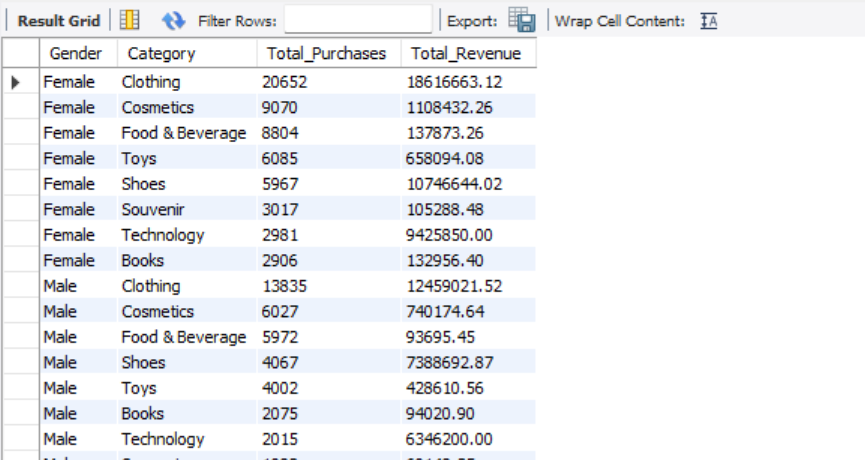 Result Grid Filter Rows: Export: Wrap Cell Content:
Gender Category Total_Purchases Total_Revenue
Female Clothing 20652 18616663.12
Female Cosmetics 9070 1108432.26
Female Food & Beverage 8804 137873.26
Female Toys 6085 658094.08
Female Shoes 5967 10746644.02
Female Souvenir 3017 105288.48
Female Technology 2981 9425850.00
Female Books 2906 132956.40
Male Clothing 13835 12459021.52
Male Cosmetics 6027 740174.64
Male Food & Beverage 5972 93695.45
Male Shoes 4067 7388692.87
Male Toys 4002 428610.56
Male Books 2075 94020.90
Male Technology 2015 6346200.00